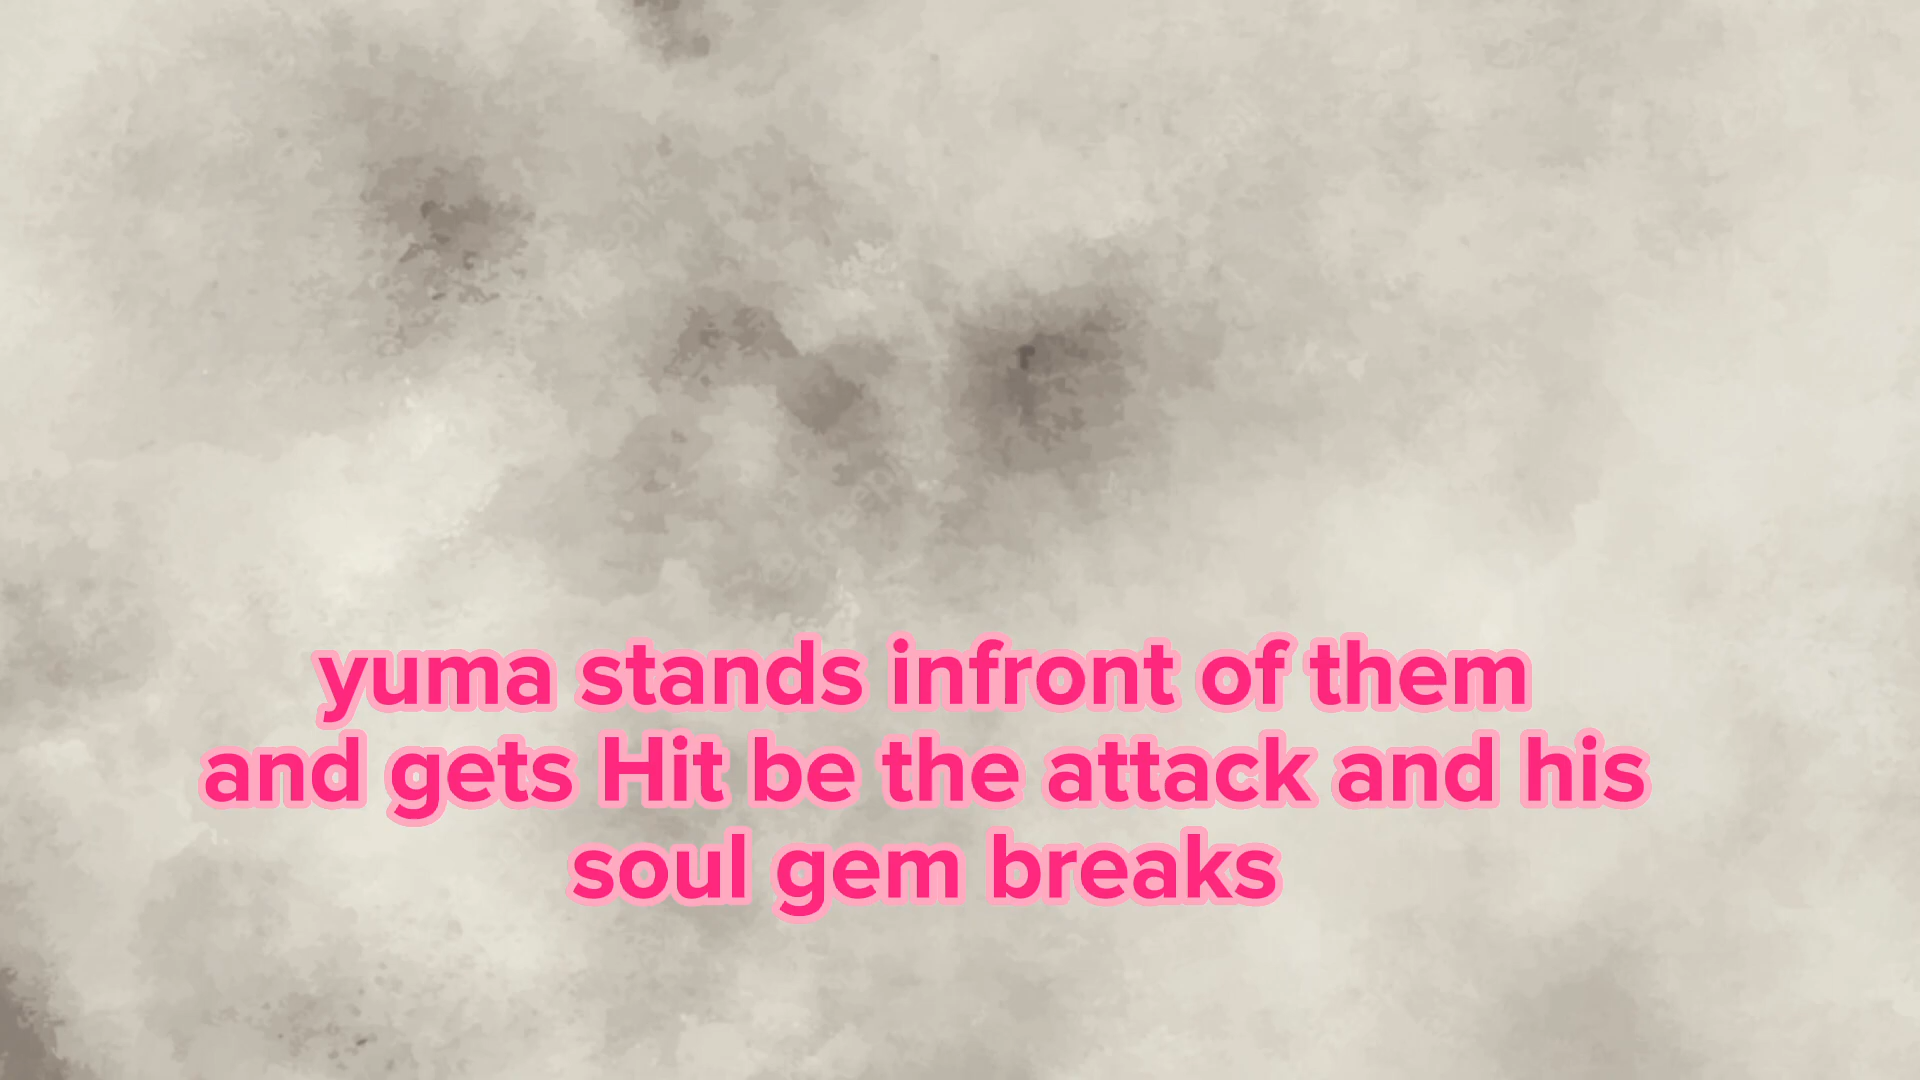 yuma stands infront of them
and gets Hit be the attack and his
soul gem breaks